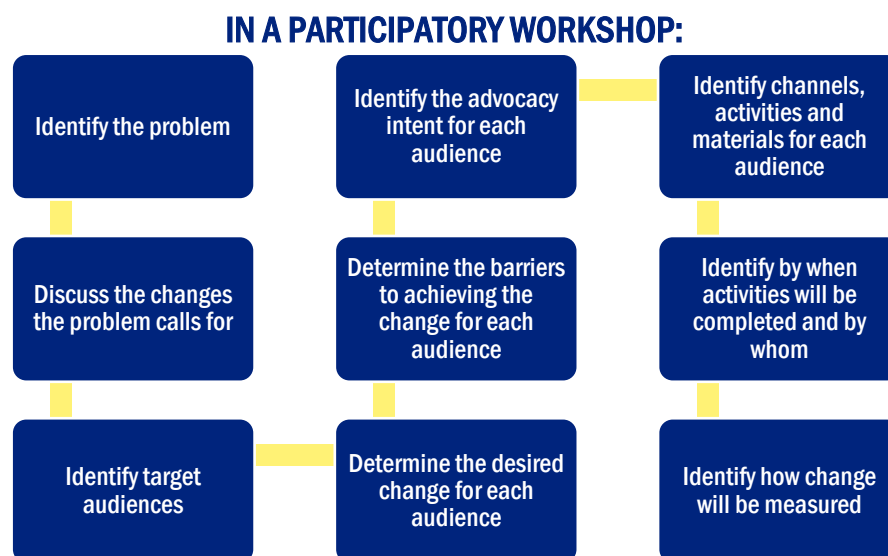 IN A PARTICIPATORY WORKSHOP:
Identify the problem
Discuss the changes
the problem calls for
Identify target
audiences
Determine the desired
change for each
audience
Determine the barriers
to achieving the
change for each
audience
Identify the advocacy
intent for each
audience
Identify channels,
activities and
materials for each
audience
Identify by when
activities will be
completed and by
whom
Identify how change
will be measured